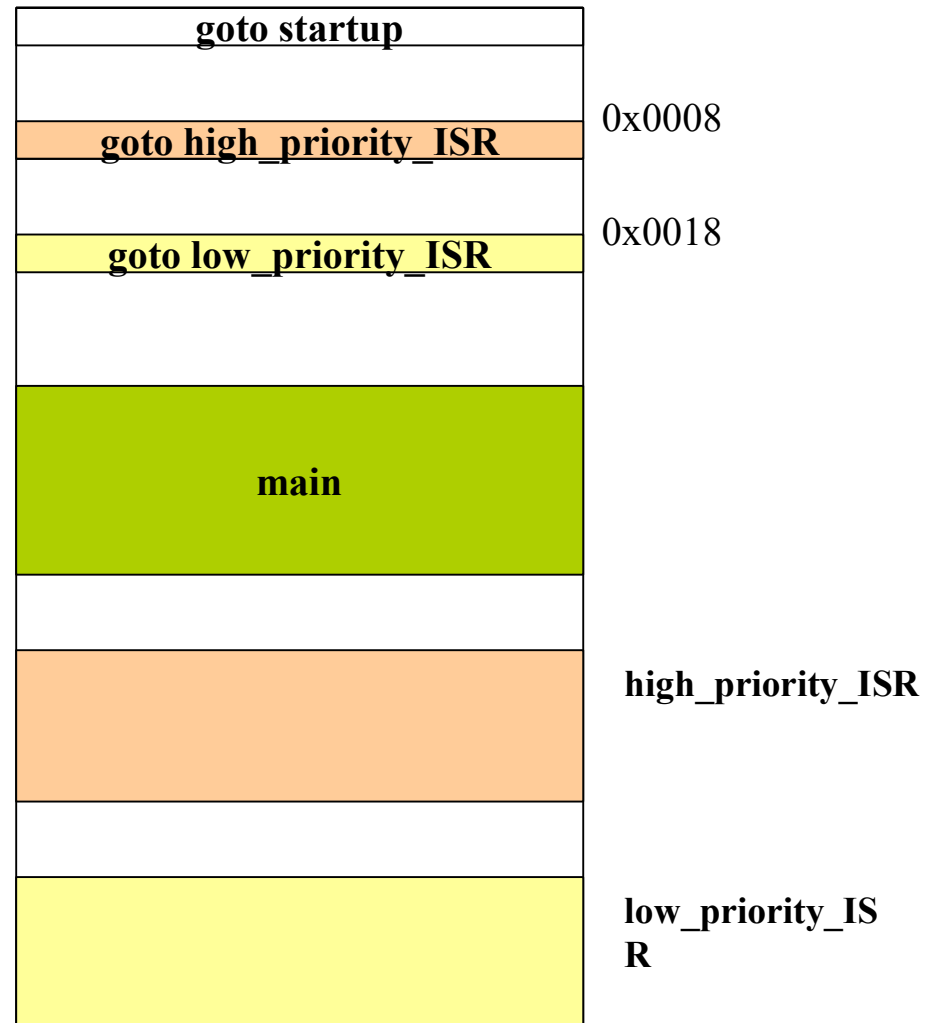 goto startup
0x0008
goto high_priority_ISR
0x0018
goto low_priority_ISR
main
high_priority_ISR
low_priority_IS
R